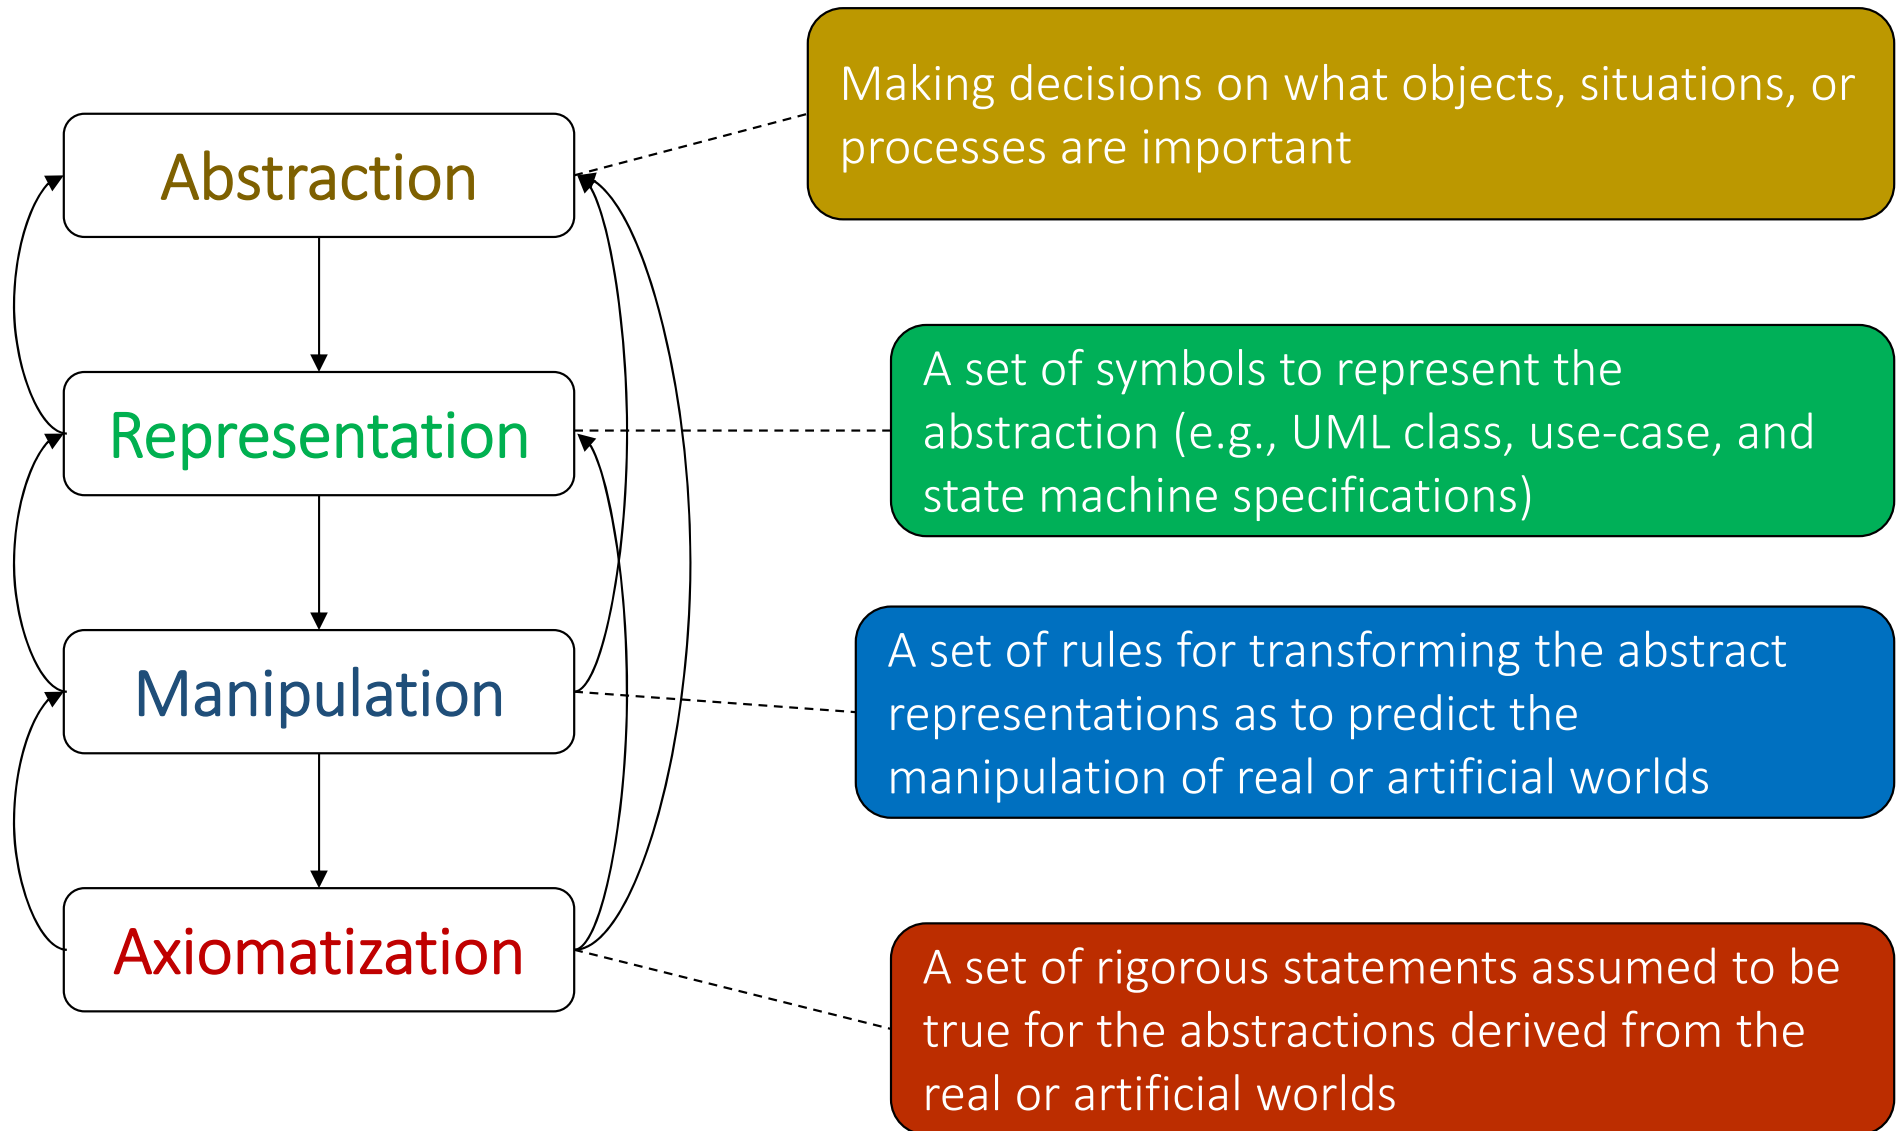 Making decisions on what objects, situations, or
processes are important
Abstraction
A set of symbols to represent the
abstraction (e.g., UML class, use-case, and
state machine specifications)
Representation
A set of rules for transforming the abstract
representations as to predict the
manipulation of real or artificial worlds
Manipulation
A set of rigorous statements assumed to be
true for the abstractions derived from the
real or artificial worlds
Axiomatization